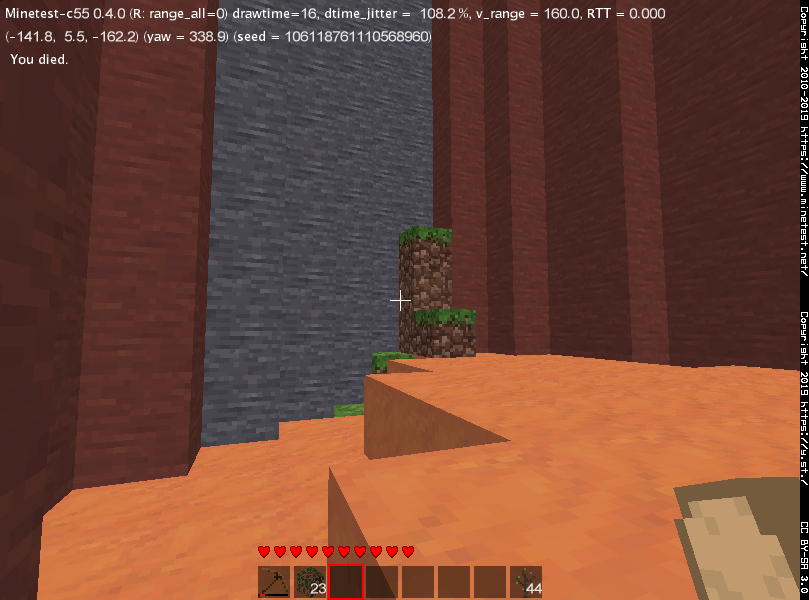 Minetest-c55 0.4.0 (R: range_all=0) drawtime=16, dtime_jitter = 108.2 %, v_range = 160.0, RTT = 0.000
(-141.8, 5.5, -162.2) (yaw = 338.9) (seed = 106118761110568960)
You died.
23
44
Copyright 2010-2019 https://www.minetest.net/
Copyright 2019 https://y.st./
CC BY-SA 3.0